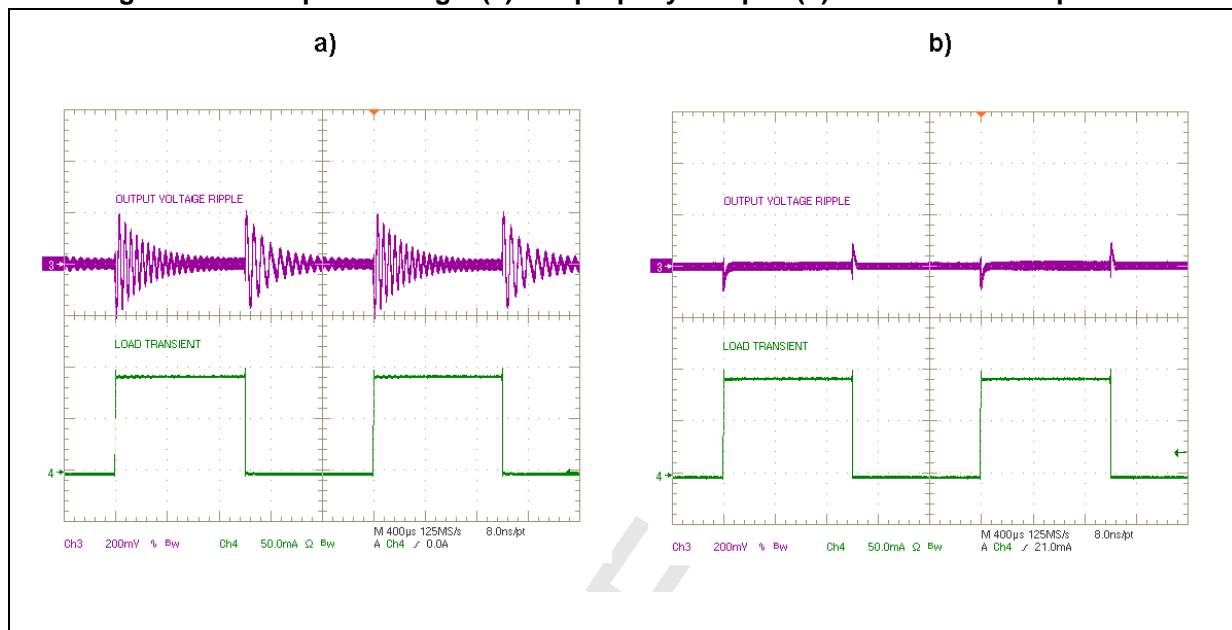 a)
b)
OUTPUT VOLTAGE RIPPLE
3
LOAD TRANSIENT
4
M 400µs 125MS/s 8.0ns/pt
Ch3 200mV % Bw Ch4 50.0mA Ω Bw A Ch4 / 0.0A
OUTPUT VOLTAGE RIPPLE
3
LOAD TRANSIENT
4
M 400µs 125MS/s 8.0ns/pt
Ch3 200mV % Bw Ch4 50.0mA Ω Bw A Ch4 / 21.0mA